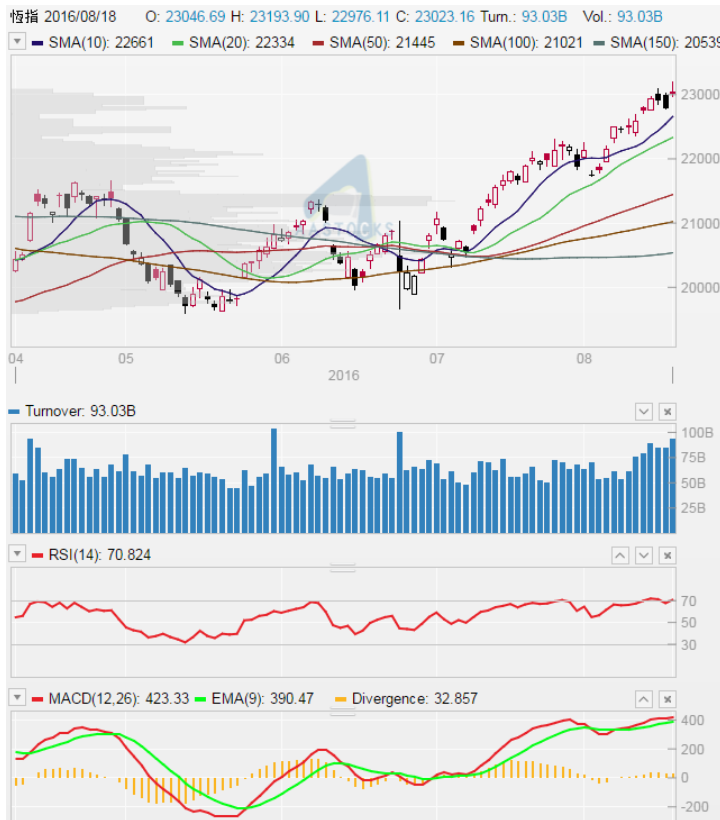 恆指 2016/08/18 O: 23046.69 H: 23193.90 L: 22976.11 C: 23023.16 Turn.: 93.03B Vol.: 93.03B
SMA(10): 22661 SMA(20): 22334 SMA(50): 21445 SMA(100): 21021 SMA(150): 20539
23000
22000
AASTOCKS
21000
20000
04 05 06 07 08
2016
Turnover: 93.03B
100B
75B
50B
25B
RSI(14): 70.824
70
50
30
MACD(12,26): 423.33 EMA(9): 390.47 Divergence: 32.857
400
200
0
-200